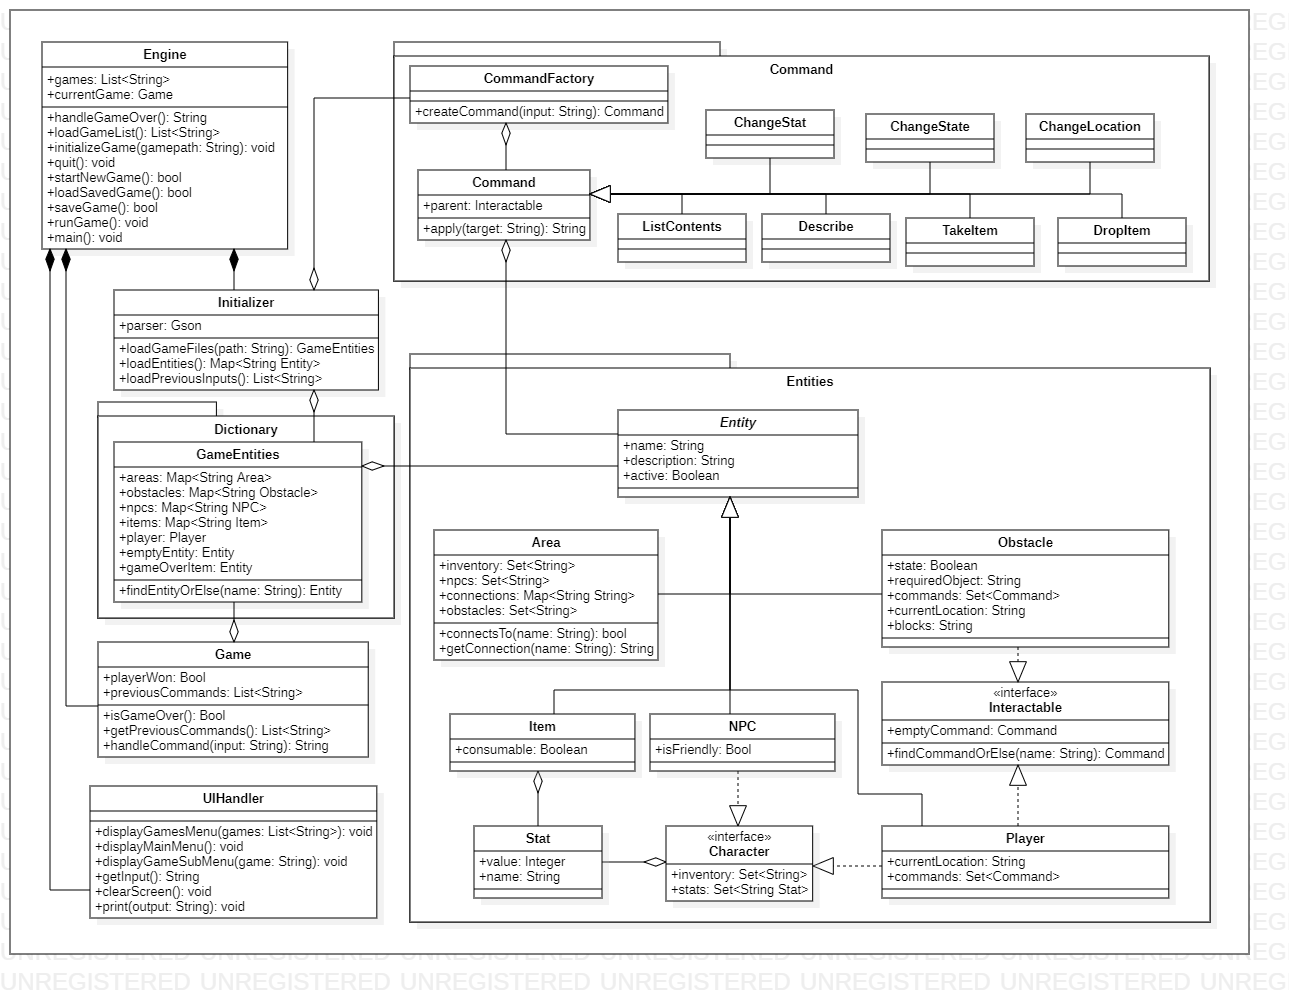 Engine
+games: List<String>
+currentGame: Game
+handleGameOver(): String
+loadGameList(): List<String>
+initializeGame(gamepath: String): void
+quit(): void
+startNewGame(): bool
+loadSavedGame(): bool
+saveGame(): bool
+runGame(): void
+main(): void
Command
CommandFactory
+createCommand(input: String): Command
ChangeStat
ChangeState
ChangeLocation
Command
+parent: Interactable
+apply(target: String): String
ListContents
Describe
TakeItem
DropItem
Initializer
+parser: Gson
+loadGameFiles(path: String): GameEntities
+loadEntities(): Map<String Entity>
+loadPreviousInputs(): List<String>
Dictionary
GameEntities
+areas: Map<String Area>
+obstacles: Map<String Obstacle>
+npcs: Map<String NPC>
+items: Map<String Item>
+player: Player
+emptyEntity: Entity
+gameOverItem: Entity
+findEntityOrElse(name: String): Entity
Game
+playerWon: Bool
+previousCommands: List<String>
+isGameOver(): Bool
+getPreviousCommands(): List<String>
+handleCommand(input: String): String
UIHandler
+displayGamesMenu(games: List<String>): void
+displayMainMenu(): void
+displayGameSubMenu(game: String): void
+getInput(): String
+clearScreen(): void
+print(output: String): void
Entities
Entity
+name: String
+description: String
+active: Boolean
Area
+inventory: Set<String>
+npcs: Set<String>
+connections: Map<String String>
+obstacles: Set<String>
+connectsTo(name: String): bool
+getConnection(name: String): String
Obstacle
+state: Boolean
+requiredObject: String
+commands: Set<Command>
+currentLocation: String
+blocks: String
«interface»
Interactable
+emptyCommand: Command
+findCommandOrElse(name: String): Command
Item
+consumable: Boolean
NPC
+isFriendly: Bool
Stat
+value: Integer
+name: String
«interface»
Character
+inventory: Set<String>
+stats: Set<String Stat>
Player
+currentLocation: String
+commands: Set<Command>
UNREGISTERED UNREGISTERED UNREGISTERED UNREGISTERED UNREGISTERED UNREGISTERED